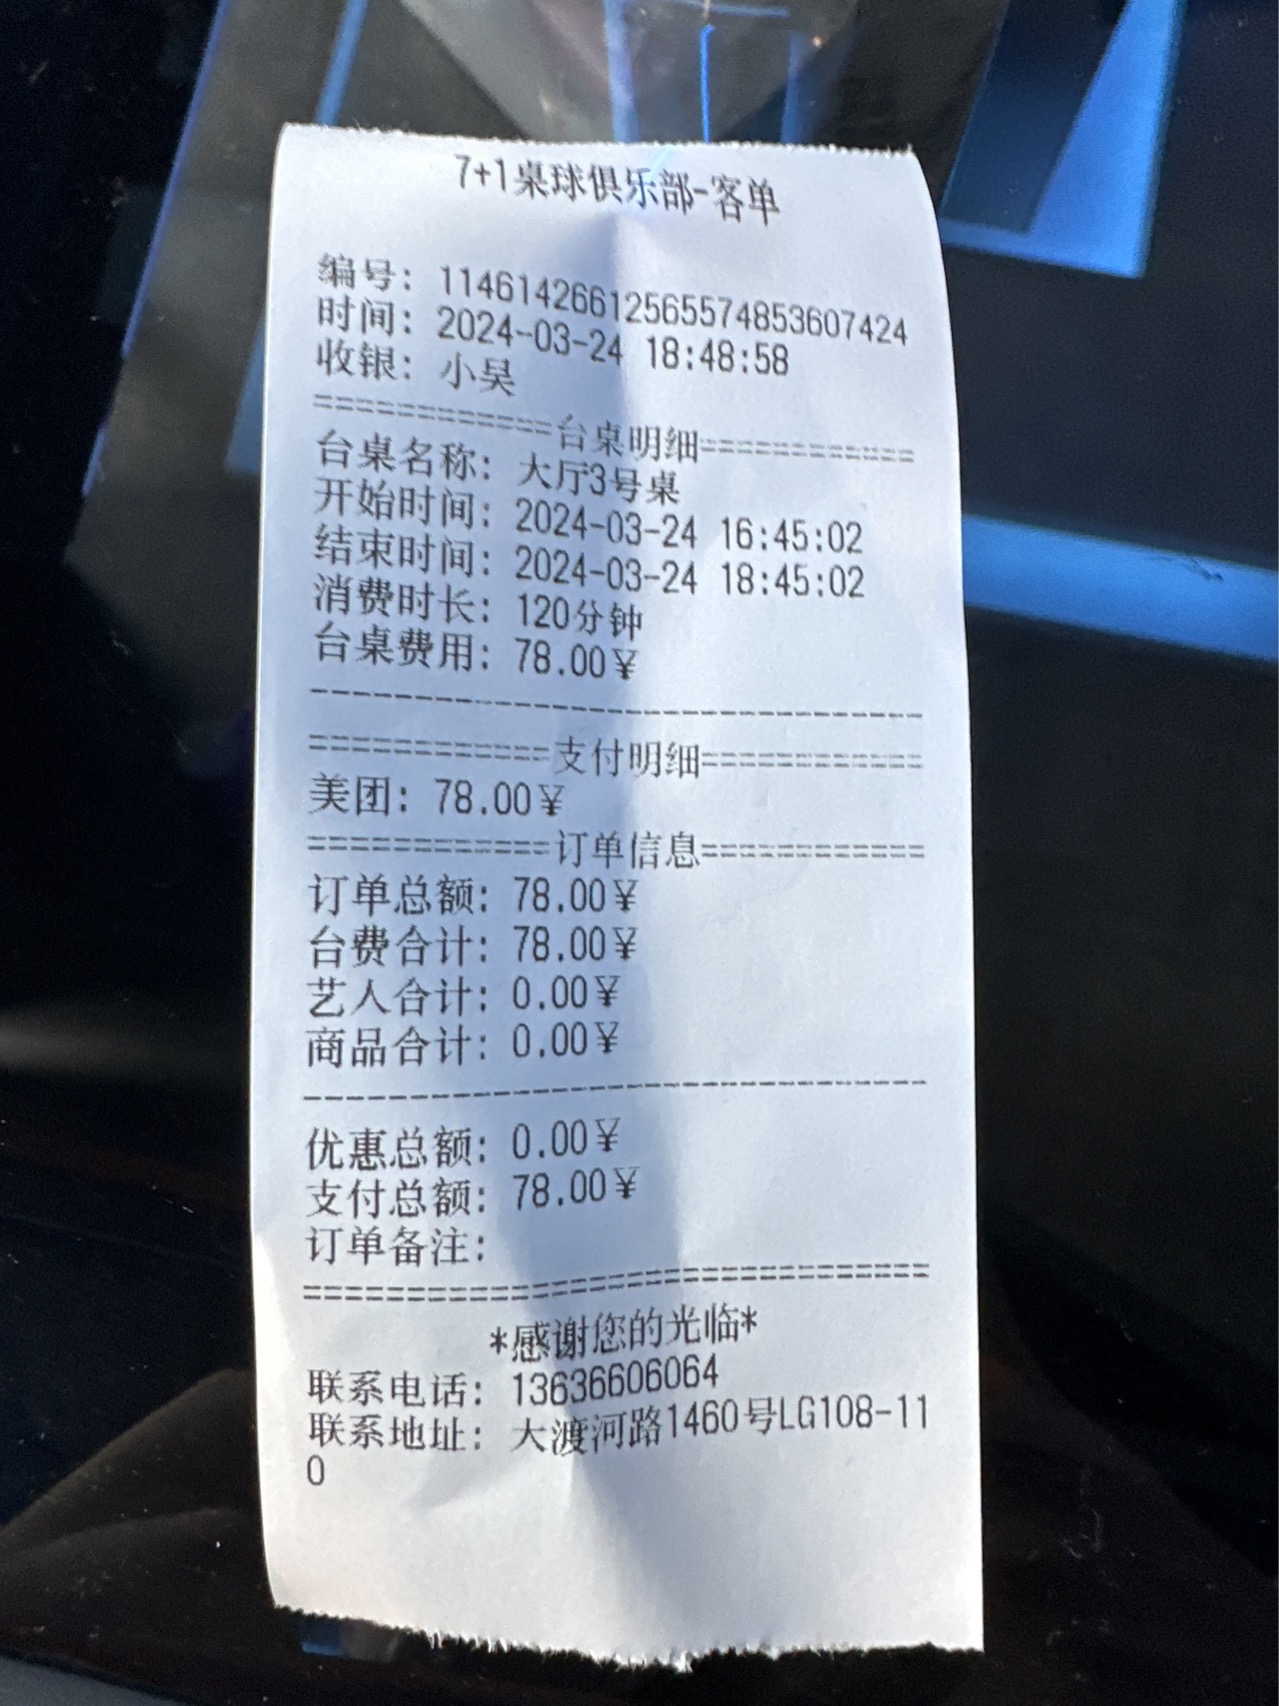 7+1桌球俱乐部-客单
编号: 11461426612565574853607424
时间: 2024-03-24 18:48:58
收银: 小吴
============台桌明细============
台桌名称: 大厅3号桌
开始时间: 2024-03-24 16:45:02
结束时间: 2024-03-24 18:45:02
消费时长: 120分钟
台桌费用: 78.00¥
--------------------------------
============支付明细============
美团: 78.00¥
============订单信息============
订单总额: 78.00¥
台费合计: 78.00¥
艺人合计: 0.00¥
商品合计: 0.00¥
--------------------------------
优惠总额: 0.00¥
支付总额: 78.00¥
订单备注:
================================
*感谢您的光临*
联系电话: 13636606064
联系地址: 大渡河路1460号LG108-11
0